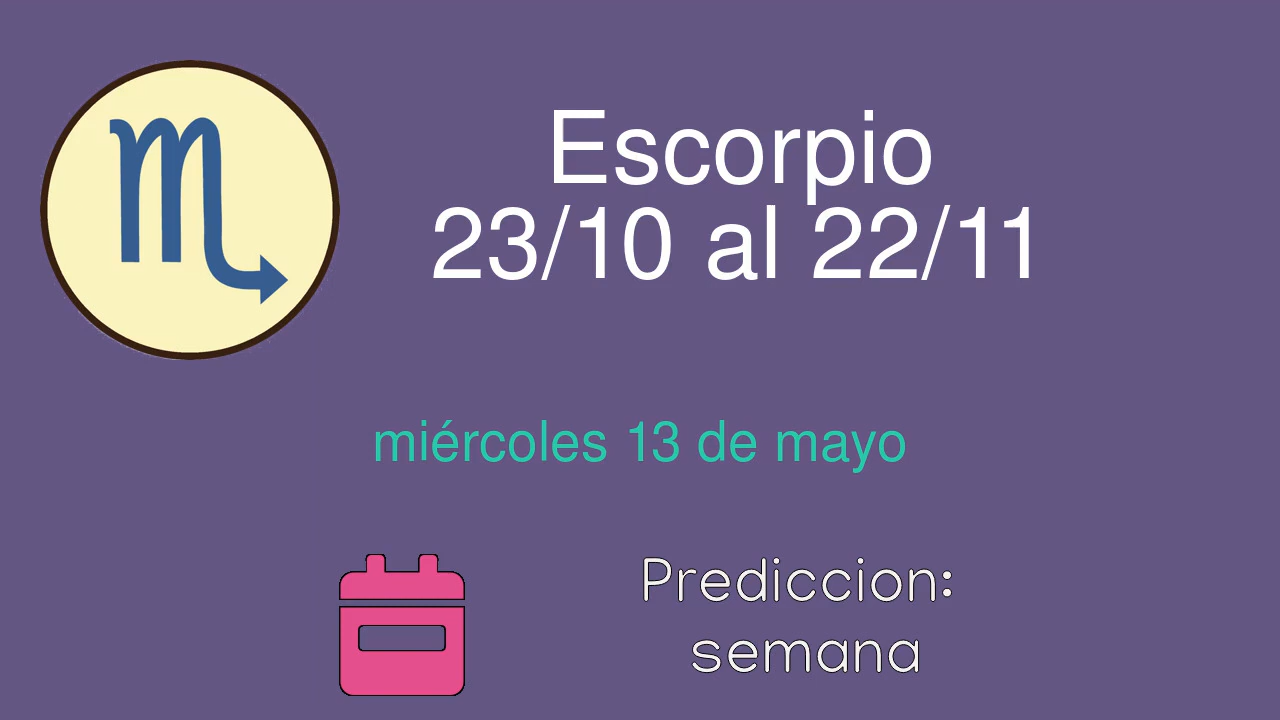 Escorpio
23/10 al 22/11
miércoles 13 de mayo
Prediccion:
semana